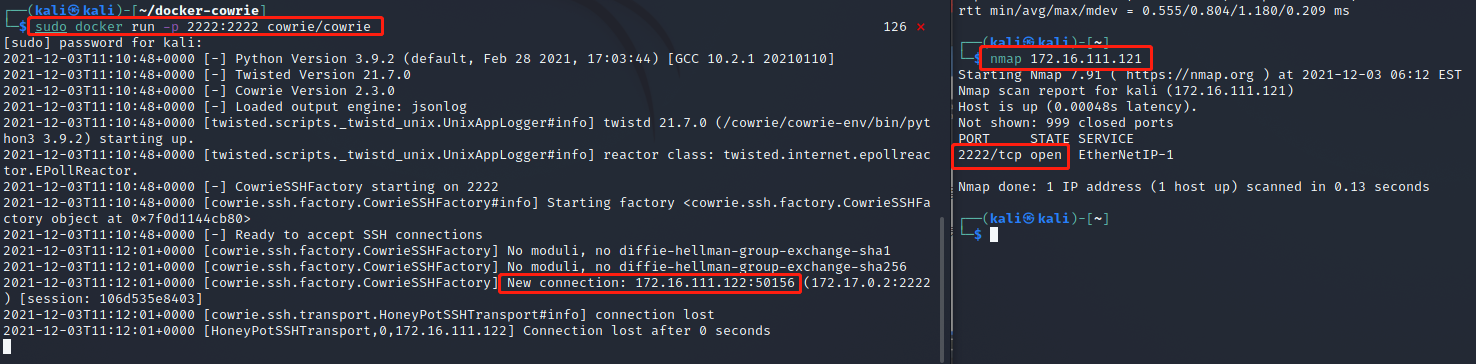 ┌──(kali㉿kali)-[~/docker-cowrie]
└─$ sudo docker run -p 2222:2222 cowrie/cowrie 126 ⨯
[sudo] password for kali:
2021-12-03T11:10:48+0000 [-] Python Version 3.9.2 (default, Feb 28 2021, 17:03:44) [GCC 10.2.1 20210110]
2021-12-03T11:10:48+0000 [-] Twisted Version 21.7.0
2021-12-03T11:10:48+0000 [-] Cowrie Version 2.3.0
2021-12-03T11:10:48+0000 [-] Loaded output engine: jsonlog
2021-12-03T11:10:48+0000 [twisted.scripts._twistd_unix.UnixAppLogger#info] twistd 21.7.0 (/cowrie/cowrie-env/bin/pyt
hon3 3.9.2) starting up.
2021-12-03T11:10:48+0000 [twisted.scripts._twistd_unix.UnixAppLogger#info] reactor class: twisted.internet.epollreac
tor.EPollReactor.
2021-12-03T11:10:48+0000 [-] CowrieSSHFactory starting on 2222
2021-12-03T11:10:48+0000 [cowrie.ssh.factory.CowrieSSHFactory#info] Starting factory <cowrie.ssh.factory.CowrieSSHFa
ctory object at 0×7f0d1144cb80>
2021-12-03T11:10:48+0000 [-] Ready to accept SSH connections
2021-12-03T11:12:01+0000 [cowrie.ssh.factory.CowrieSSHFactory] No moduli, no diffie-hellman-group-exchange-sha1
2021-12-03T11:12:01+0000 [cowrie.ssh.factory.CowrieSSHFactory] No moduli, no diffie-hellman-group-exchange-sha256
2021-12-03T11:12:01+0000 [cowrie.ssh.factory.CowrieSSHFactory] New connection: 172.16.111.122:50156 (172.17.0.2:2222
) [session: 106d535e8403]
2021-12-03T11:12:01+0000 [cowrie.ssh.transport.HoneyPotSSHTransport#info] connection lost
2021-12-03T11:12:01+0000 [HoneyPotSSHTransport,0,172.16.111.122] Connection lost after 0 seconds
rtt min/avg/max/mdev = 0.555/0.804/1.180/0.209 ms
┌──(kali㉿kali)-[~]
└─$ nmap 172.16.111.121
Starting Nmap 7.91 ( https://nmap.org ) at 2021-12-03 06:12 EST
Nmap scan report for kali (172.16.111.121)
Host is up (0.00048s latency).
Not shown: 999 closed ports
PORT STATE SERVICE
2222/tcp open EtherNetIP-1
Nmap done: 1 IP address (1 host up) scanned in 0.13 seconds
┌──(kali㉿kali)-[~]
└─$